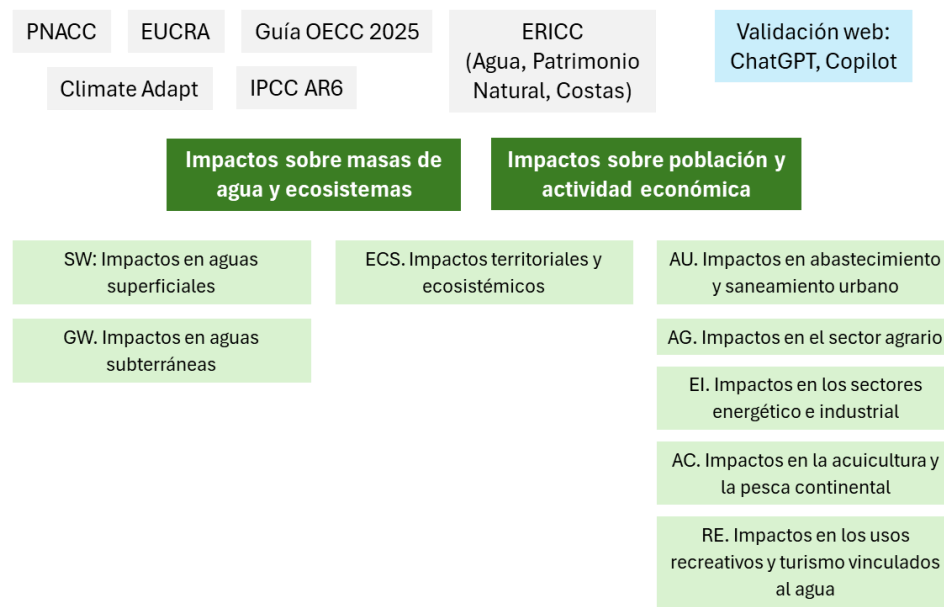 PNACC
EUCRA
Guía OECC 2025
ERICC
(Agua, Patrimonio
Natural, Costas)
Validación web:
ChatGPT, Copilot
Climate Adapt
IPCC AR6
Impactos sobre masas de
agua y ecosistemas
Impactos sobre población y
actividad económica
SW: Impactos en aguas
superficiales
GW. Impactos en aguas
subterráneas
ECS. Impactos territoriales y
ecosistémicos
AU. Impactos en abastecimiento
y saneamiento urbano
AG. Impactos en el sector agrario
EI. Impactos en los sectores
energético e industrial
AC. Impactos en la acuicultura y
la pesca continental
RE. Impactos en los usos
recreativos y turismo vinculados
al agua